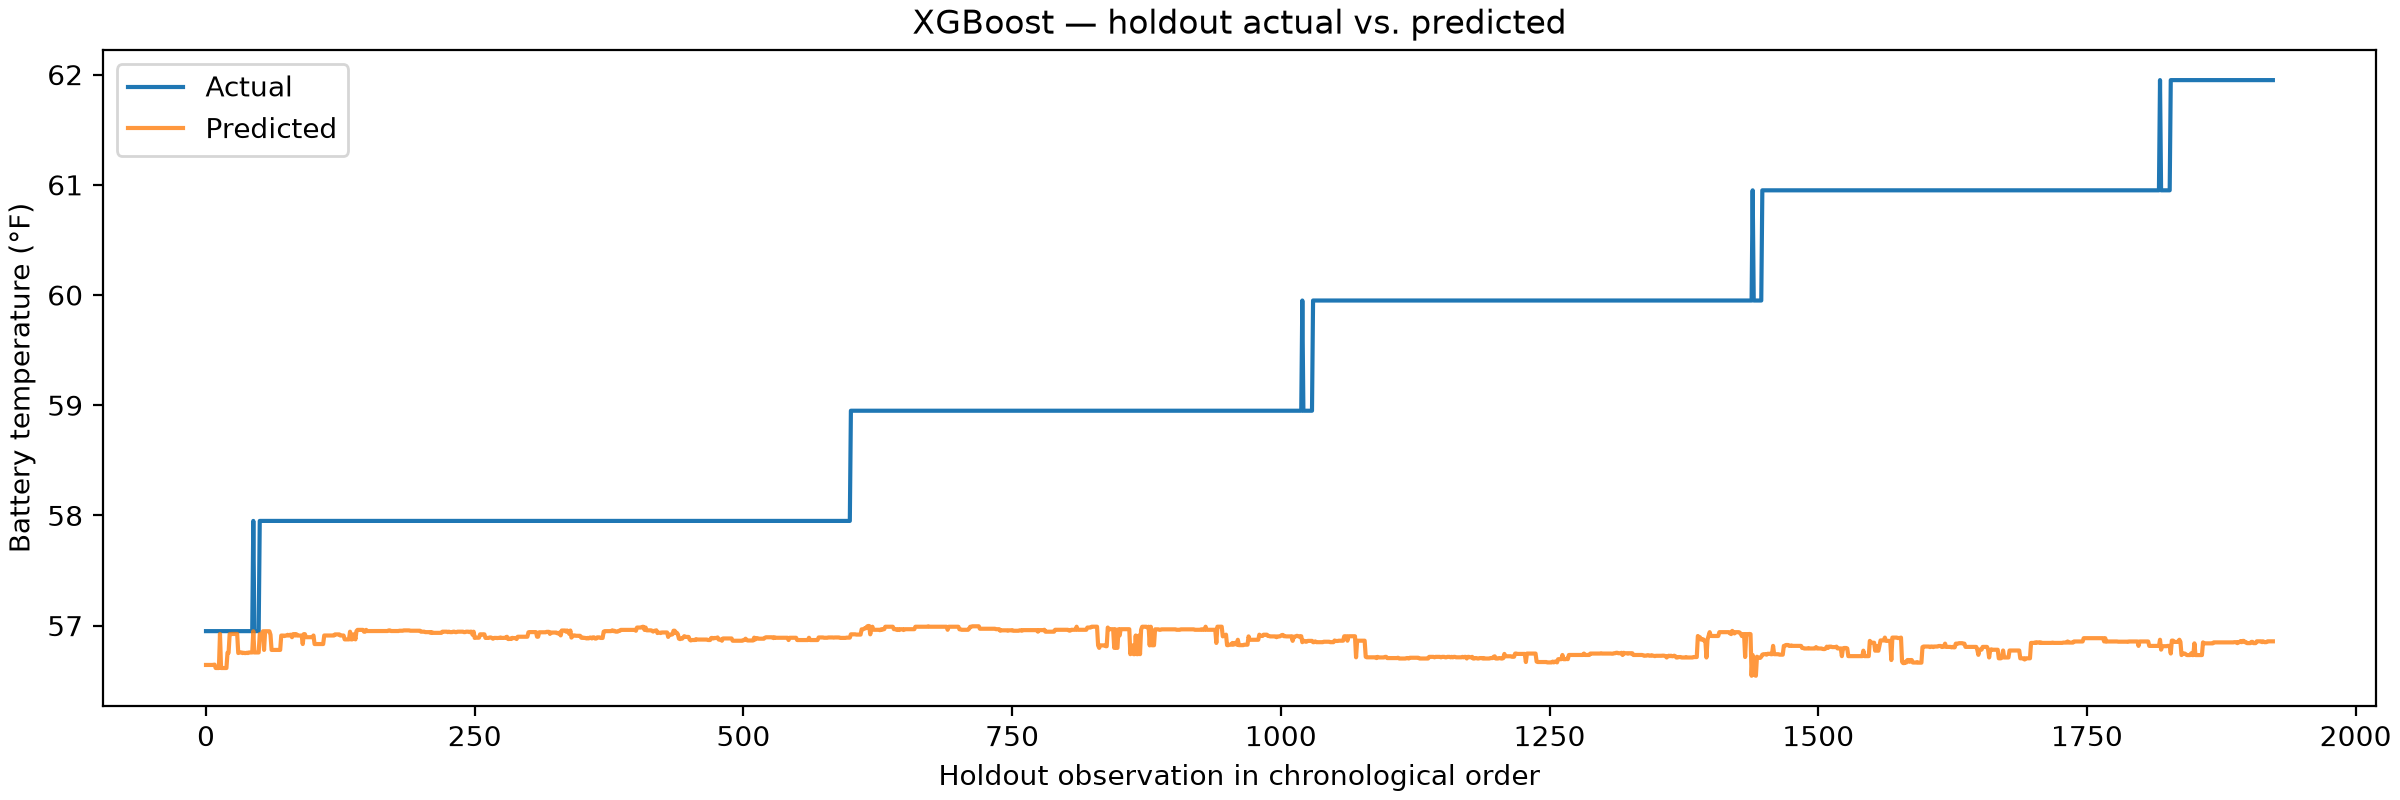 XGBoost — holdout actual vs. predicted
Actual
Predicted
Battery temperature (°F)
62
61
60
59
58
57
0 250 500 750 1000 1250 1500 1750 2000
Holdout observation in chronological order